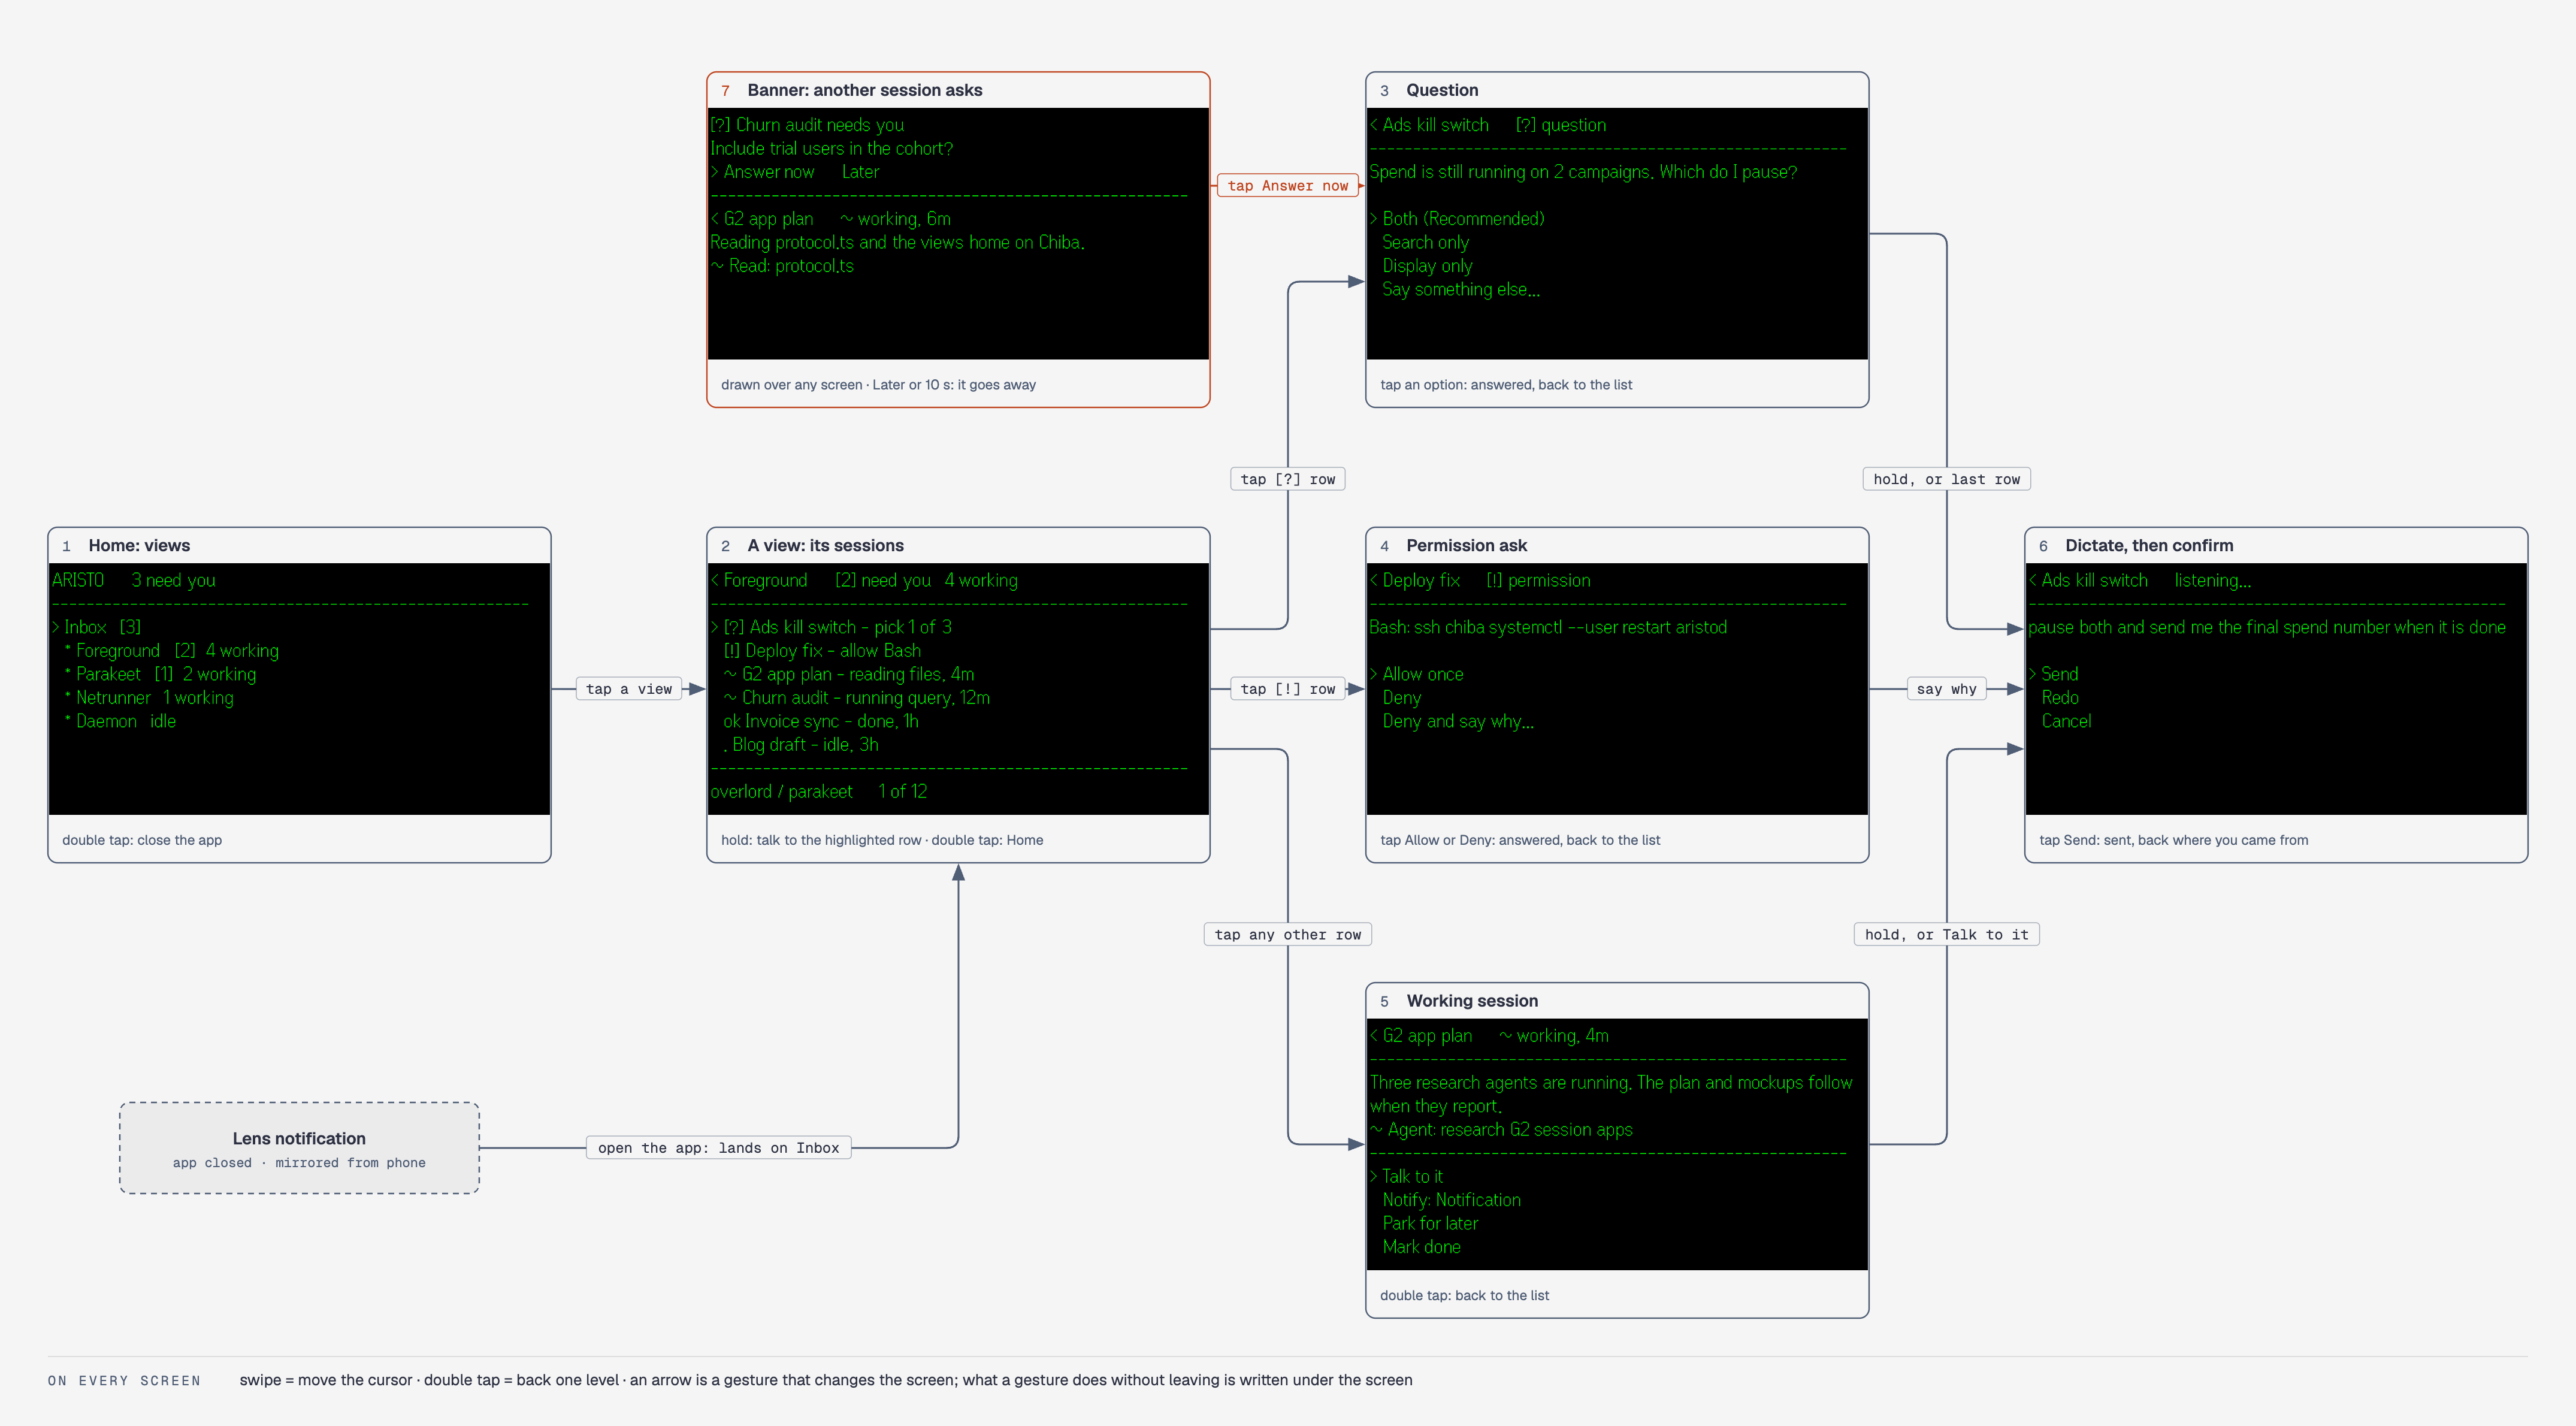 7 Banner: another session asks
[?] Churn audit needs you
Include trial users in the cohort?
> Answer now Later
------------------------------------------------------
< G2 app plan ~ working, 6m
Reading protocol.ts and the views home on Chiba.
~ Read: protocol.ts
drawn over any screen · Later or 10 s: it goes away
tap Answer now
3 Question
< Ads kill switch [?] question
------------------------------------------------------
Spend is still running on 2 campaigns. Which do I pause?
> Both (Recommended)
Search only
Display only
Say something else...
tap an option: answered, back to the list
tap [?] row
hold, or last row
1 Home: views
ARISTO 3 need you
------------------------------------------------------
> Inbox [3]
* Foreground [2] 4 working
* Parakeet [1] 2 working
* Netrunner 1 working
* Daemon idle
double tap: close the app
tap a view
2 A view: its sessions
< Foreground [2] need you 4 working
------------------------------------------------------
> [?] Ads kill switch - pick 1 of 3
[!] Deploy fix - allow Bash
~ G2 app plan - reading files, 4m
~ Churn audit - running query, 12m
ok Invoice sync - done, 1h
. Blog draft - idle, 3h
------------------------------------------------------
overlord / parakeet 1 of 12
hold: talk to the highlighted row · double tap: Home
tap [!] row
4 Permission ask
< Deploy fix [!] permission
------------------------------------------------------
Bash: ssh chiba systemctl --user restart aristod
> Allow once
Deny
Deny and say why...
tap Allow or Deny: answered, back to the list
say why
6 Dictate, then confirm
< Ads kill switch listening...
------------------------------------------------------
pause both and send me the final spend number when it is done
> Send
Redo
Cancel
tap Send: sent, back where you came from
tap any other row
hold, or Talk to it
5 Working session
< G2 app plan ~ working, 4m
------------------------------------------------------
Three research agents are running. The plan and mockups follow
when they report.
~ Agent: research G2 session apps
------------------------------------------------------
> Talk to it
Notify: Notification
Park for later
Mark done
double tap: back to the list
Lens notification
app closed · mirrored from phone
open the app: lands on Inbox
ON EVERY SCREEN swipe = move the cursor · double tap = back one level · an arrow is a gesture that changes the screen; what a gesture does without leaving is written under the screen